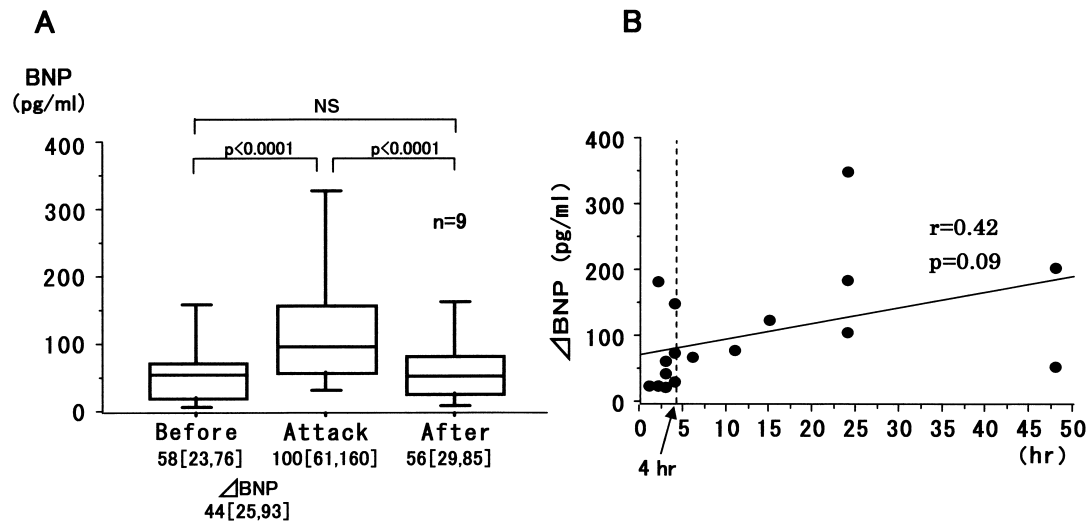 A
BNP
(pg/ml)
NS
p<0.0001 p<0.0001
n=9
400
300
200
100
0
Before Attack After
58[23,76] 100[61,160] 56[29,85]
⊿BNP
44[25,93]
B
⊿BNP (pg/ml)
400
300
200
100
0
r=0.42
p=0.09
0 5 10 15 20 25 30 35 40 45 50
(hr)
4 hr